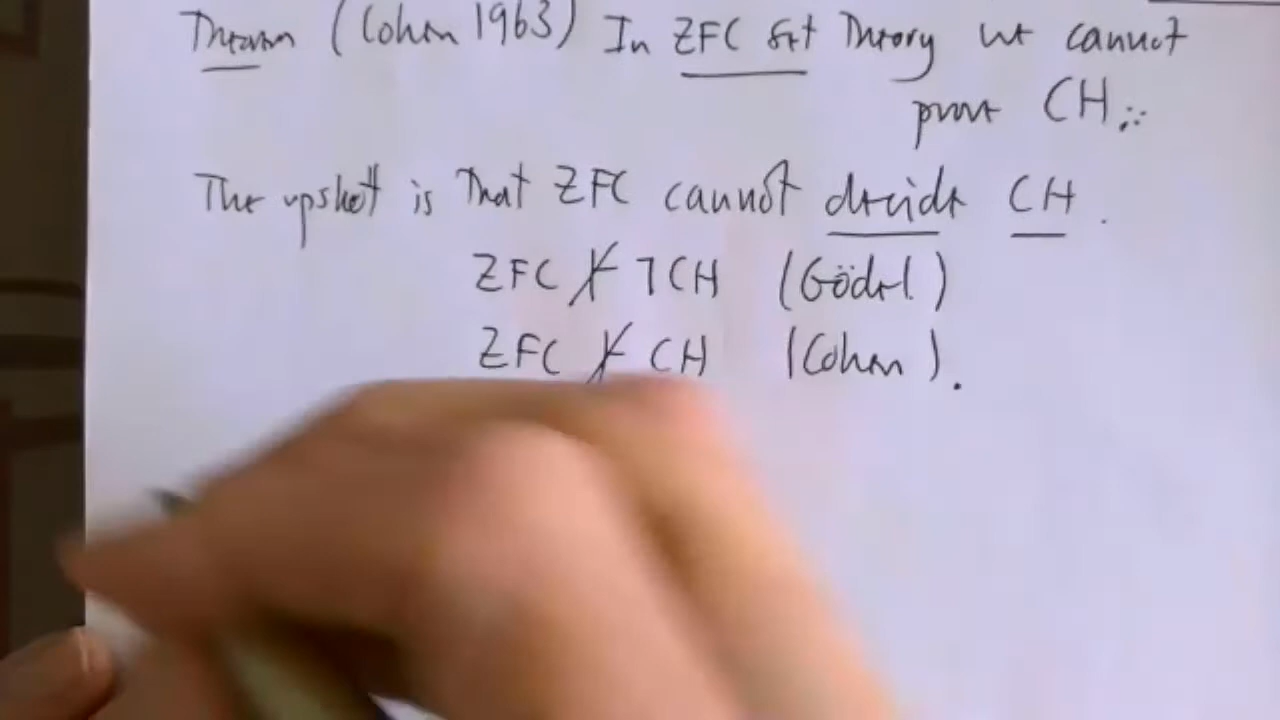 Theorem (Cohen 1963) In ZFC Set Theory we cannot
prove CH.
The upshot is that ZFC cannot decide CH.
ZFC ⊬ ¬CH (Gödel)
ZFC ⊬ CH (Cohen).